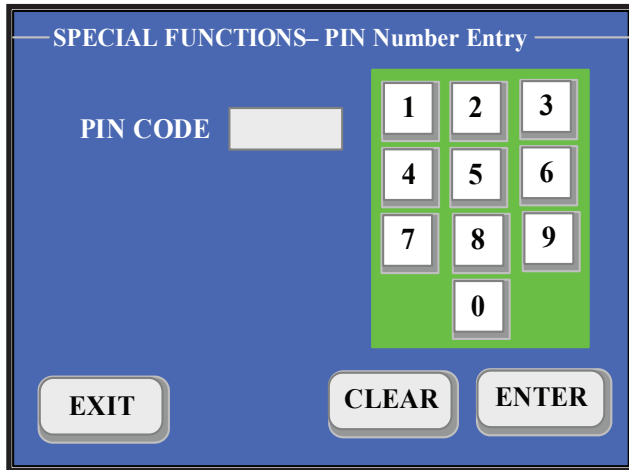 SPECIAL FUNCTIONS– PIN Number Entry
PIN CODE
1 2 3
4 5 6
7 8 9
0
EXIT CLEAR ENTER